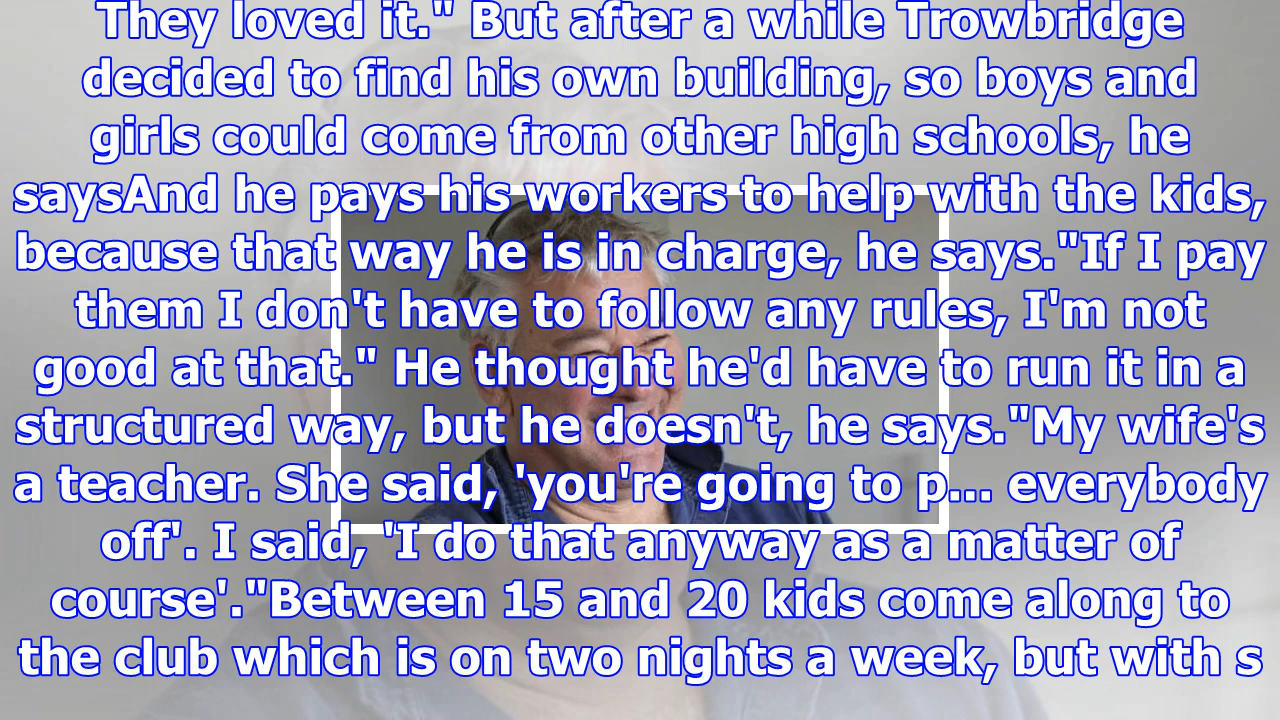 They loved it." But after a while Trowbridge
decided to find his own building, so boys and
girls could come from other high schools, he
saysAnd he pays his workers to help with the kids,
because that way he is in charge, he says."If I pay
them I don't have to follow any rules, I'm not
good at that." He thought he'd have to run it in a
structured way, but he doesn't, he says."My wife's
a teacher. She said, 'you're going to p... everybody
off'. I said, 'I do that anyway as a matter of
course'."Between 15 and 20 kids come along to
the club which is on two nights a week, but with s